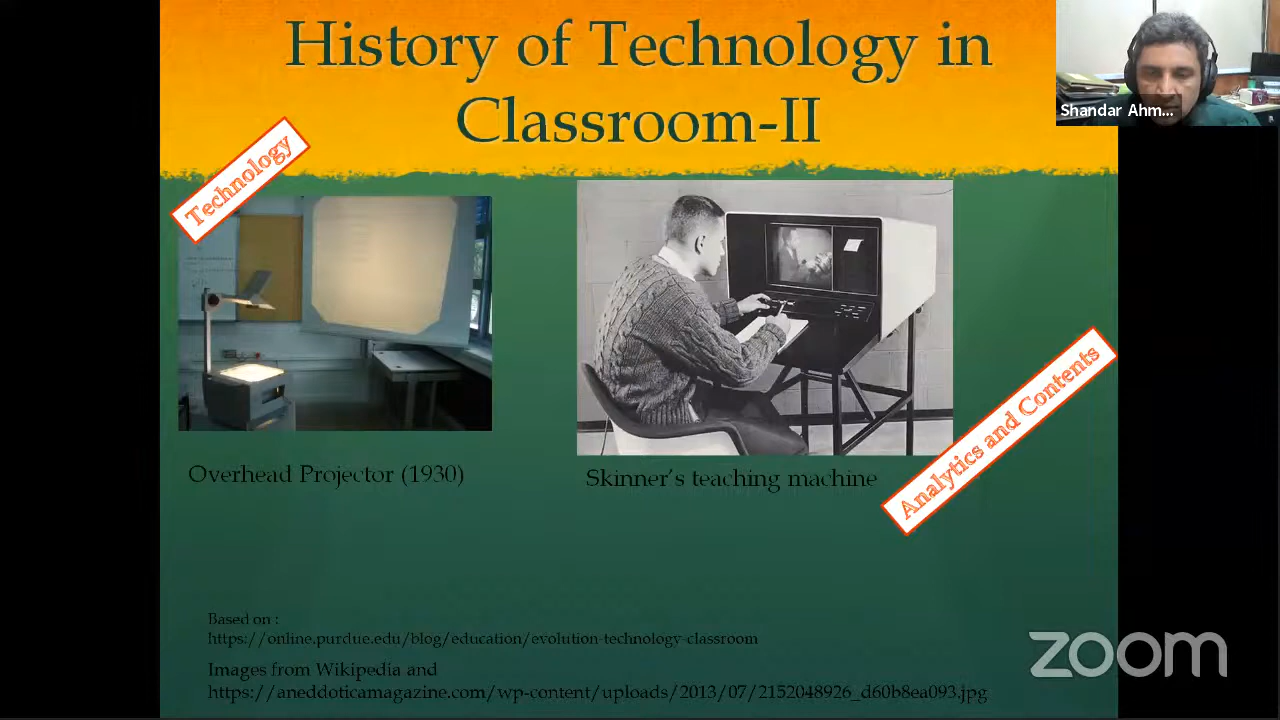 History of Technology in
Classroom-II
Shandar Ahm...
Technology
Analytics and Contents
Overhead Projector (1930)
Skinner's teaching machine
Based on :
https://online.purdue.edu/blog/education/evolution-technology-classroom
Images from Wikipedia and
https://aneddoticamagazine.com/wp-content/uploads/2013/07/2152048926_d60b8ea093.jpg
zoom